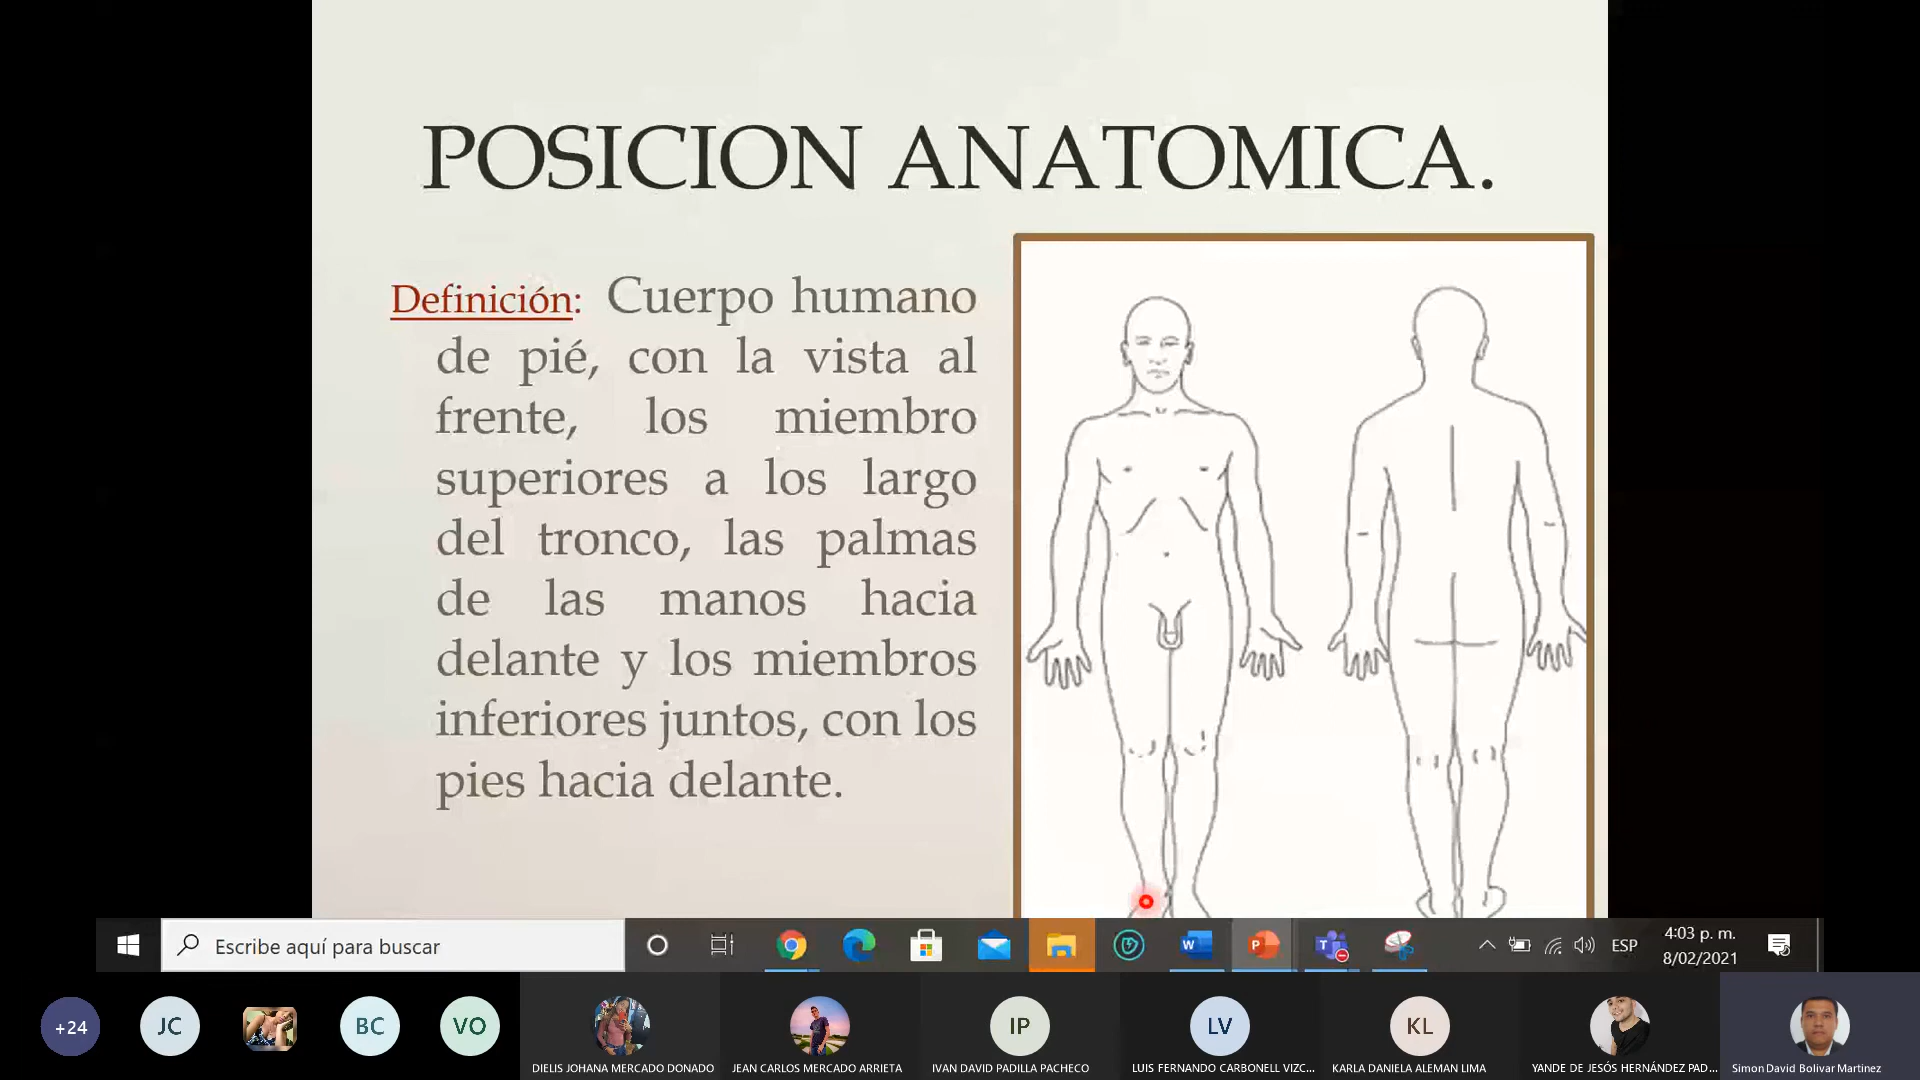 POSICION ANATOMICA.
Definición: Cuerpo humano
de pié, con la vista al
frente, los miembro
superiores a los largo
del tronco, las palmas
de las manos hacia
delante y los miembros
inferiores juntos, con los
pies hacia delante.
Escribe aquí para buscar
ESP
4:03 p. m.
8/02/2021
+24
JC
BC
VO
IP
LV
KL
DIELIS JOHANA MERCADO DONADO
JEAN CARLOS MERCADO ARRIETA
IVAN DAVID PADILLA PACHECO
LUIS FERNANDO CARBONELL VIZC...
KARLA DANIELA ALEMAN LIMA
YANDE DE JESÚS HERNÁNDEZ PAD...
Simon David Bolivar Martinez